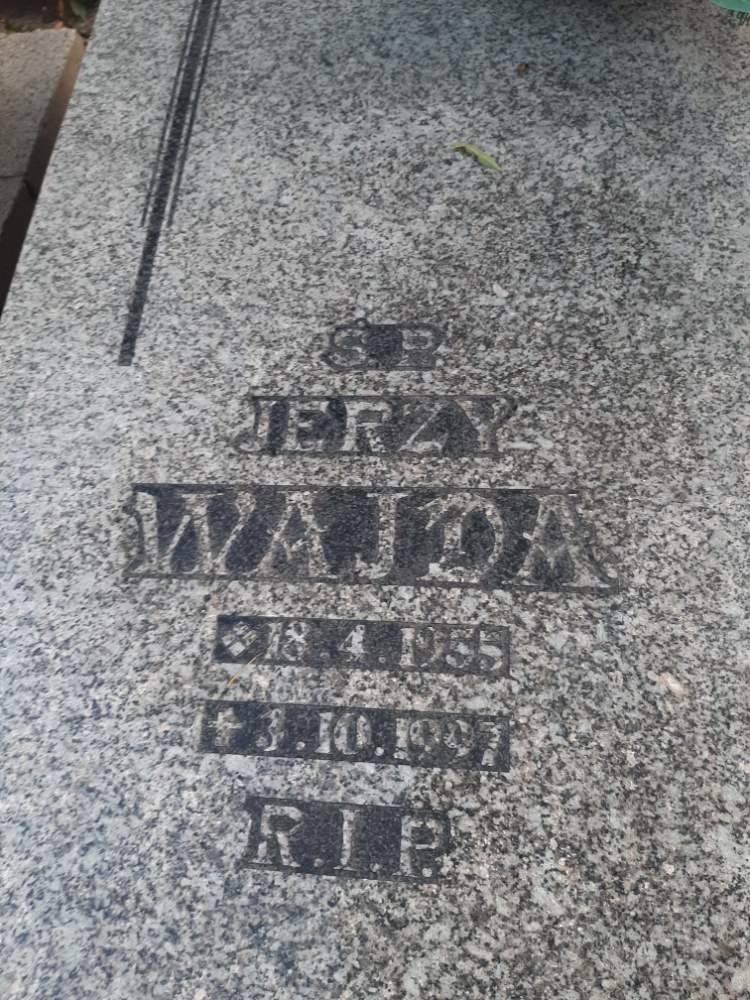 Ś P.
JERZY
WAJDA
18.4.1955
3.10.1997
R.I.P.